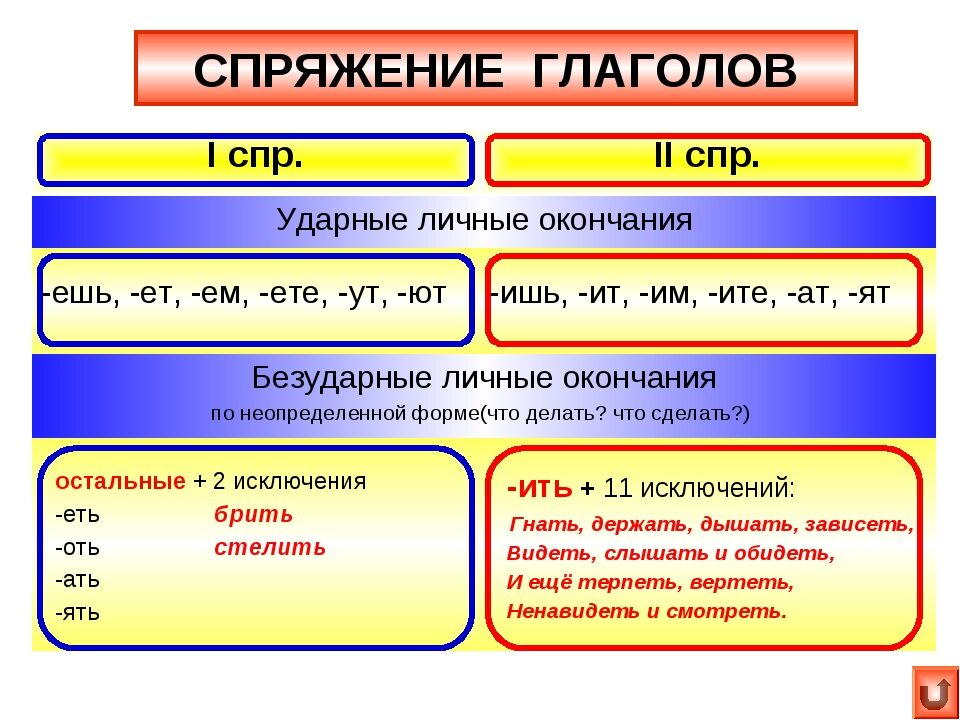 СПРЯЖЕНИЕ ГЛАГОЛОВ
I спр.
II спр.
Ударные личные окончания
-ешь, -ет, -ем, -ете, -ут, -ют
-ишь, -ит, -им, -ите, -ат, -ят
Безударные личные окончания
по неопределенной форме(что делать? что сделать?)
остальные + 2 исключения
-еть брить
-оть стелить
-ать
-ять
-ить + 11 исключений:
Гнать, держать, дышать, зависеть,
Видеть, слышать и обидеть,
И ещё терпеть, вертеть,
Ненавидеть и смотреть.